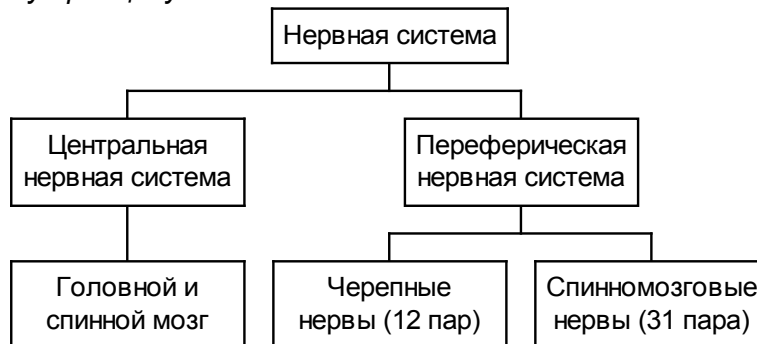 Нервная система
Центральная
нервная система
Переферическая
нервная система
Головной и
спинной мозг
Черепные
нервы (12 пар)
Спинномозговые
нервы (31 пара)